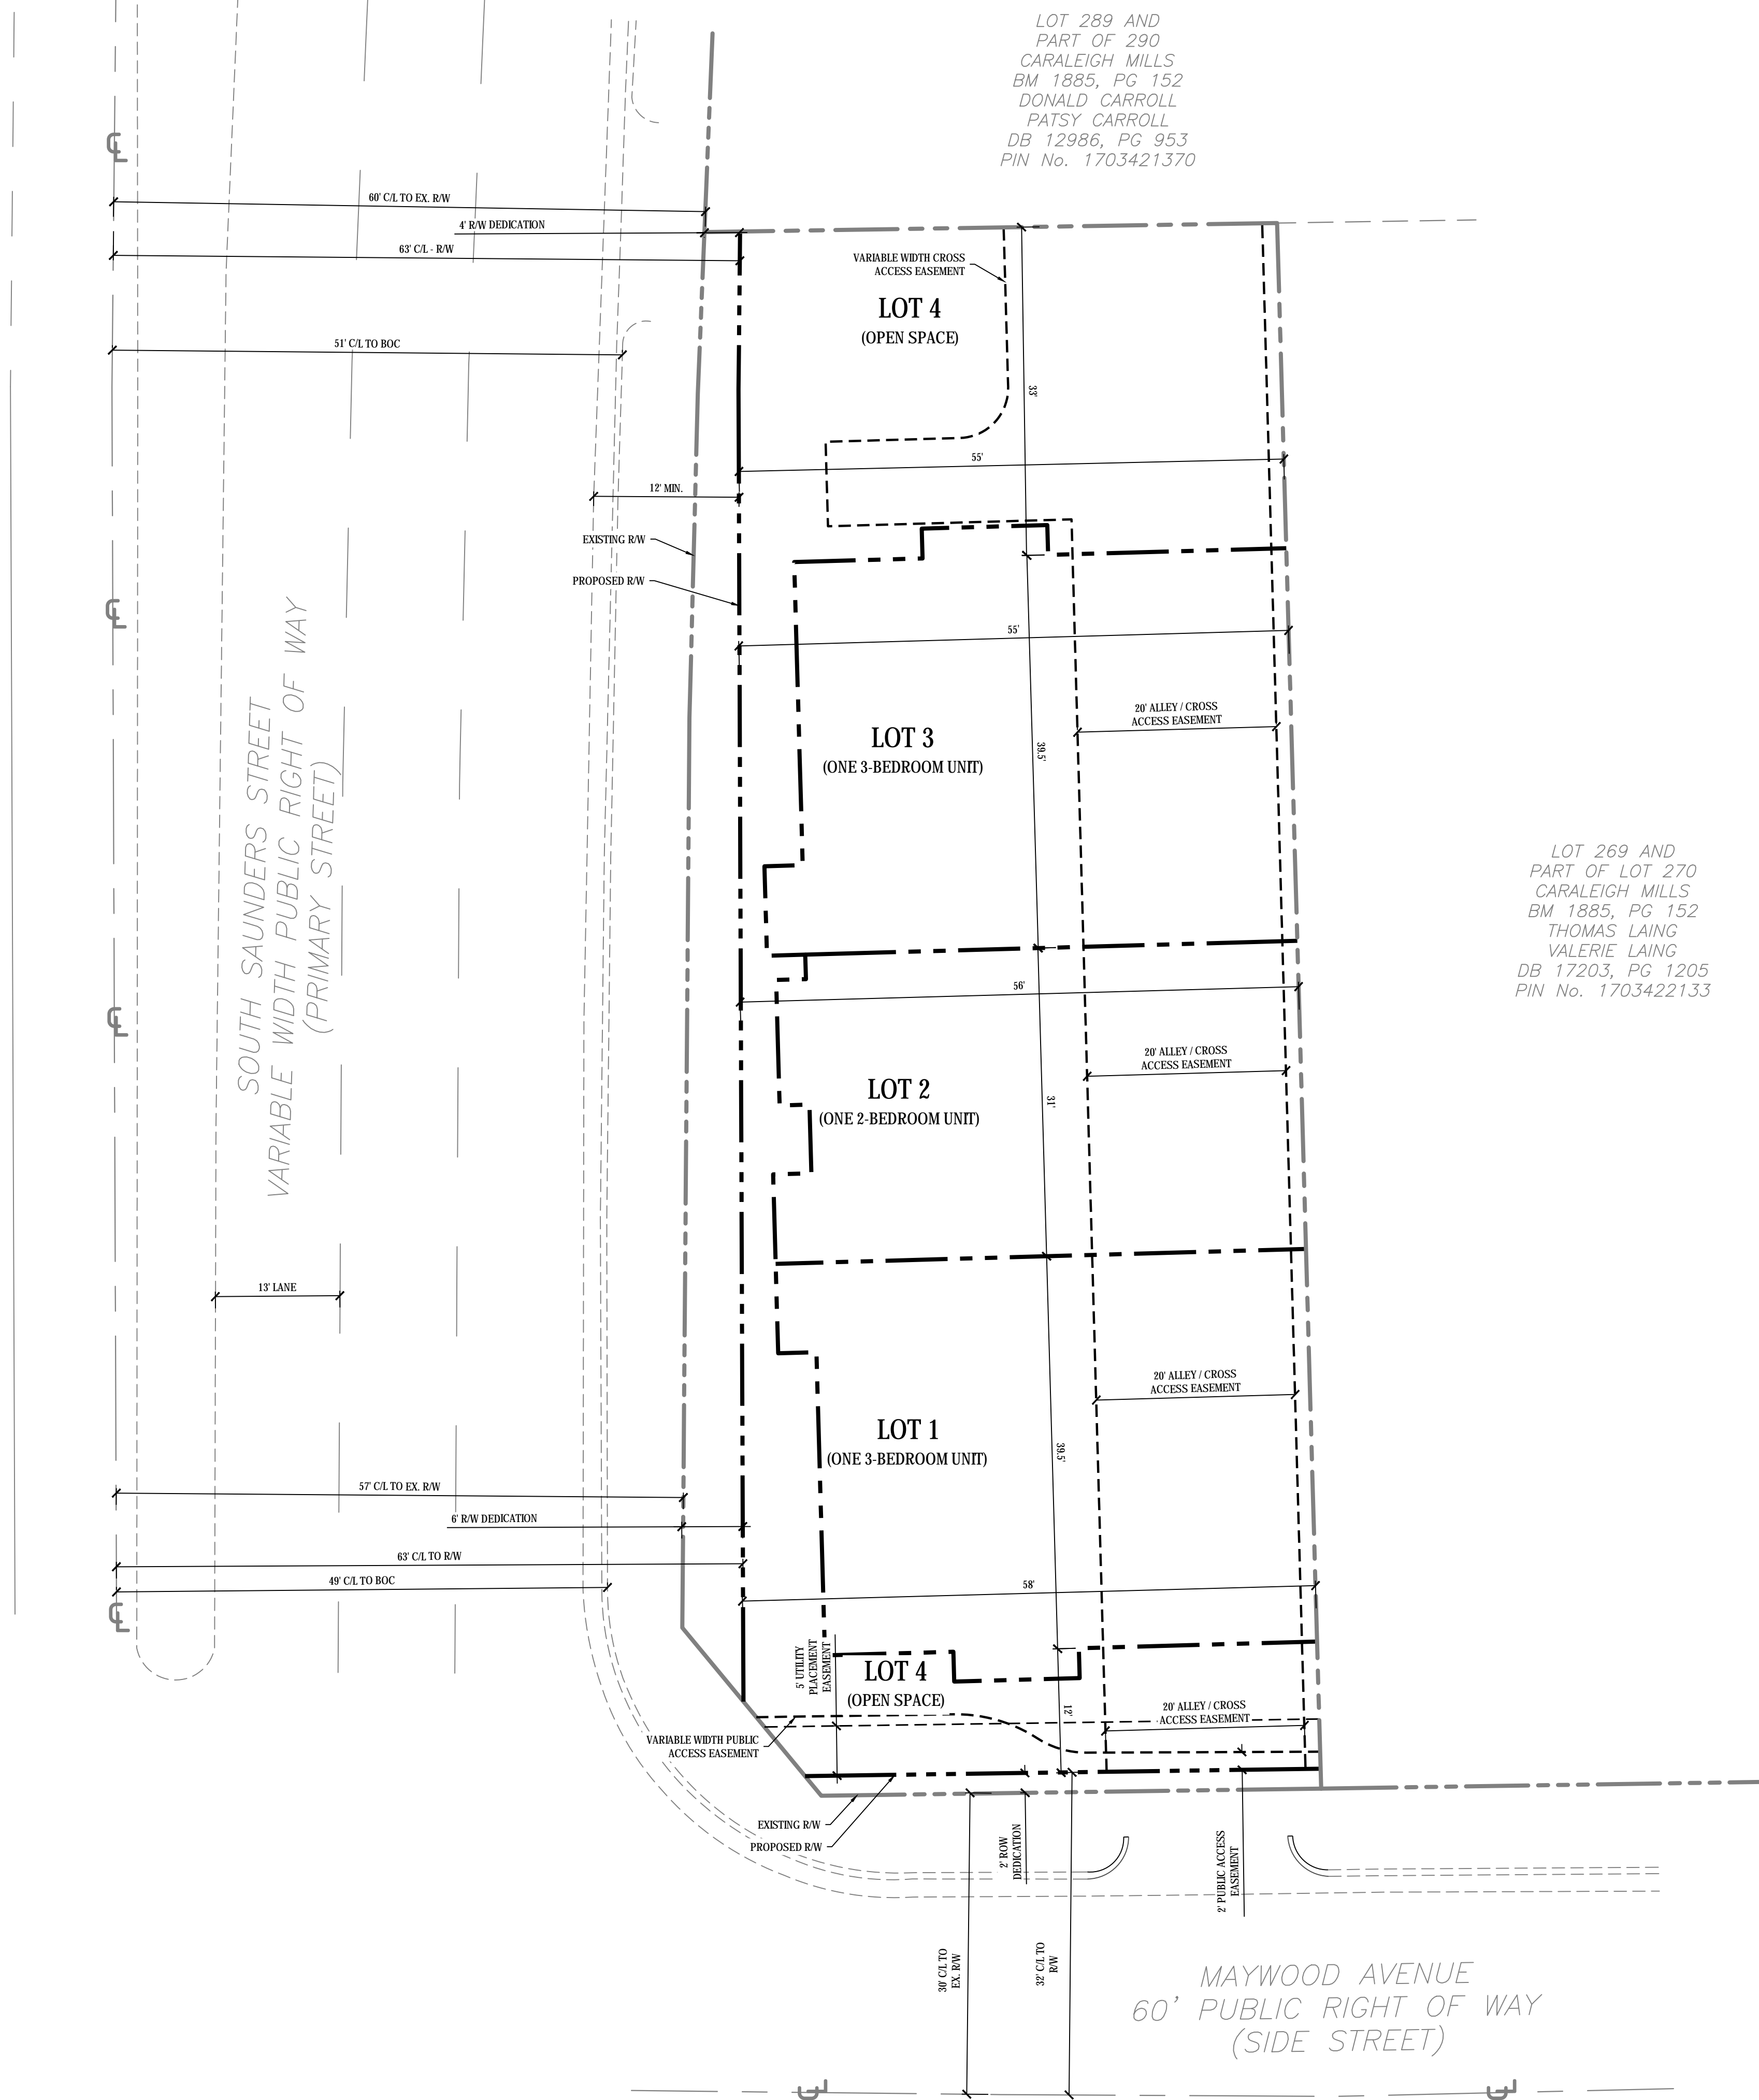 LOT 289 AND
PART OF 290
CARALEIGH MILLS
BM 1885, PG 152
DONALD CARROLL
PATSY CARROLL
DB 12986, PG 953
PIN No. 1703421370
60' C/L TO EX. R/W
4' R/W DEDICATION
63' C/L - R/W
VARIABLE WIDTH CROSS
ACCESS EASEMENT
LOT 4
(OPEN SPACE)
51' C/L TO BOC
33'
55'
12' MIN.
EXISTING R/W
PROPOSED R/W
55'
SOUTH SAUNDERS STREET
VARIABLE WIDTH PUBLIC RIGHT OF WAY
(PRIMARY STREET)
LOT 3
(ONE 3-BEDROOM UNIT)
39.5'
20' ALLEY / CROSS
ACCESS EASEMENT
LOT 269 AND
PART OF LOT 270
CARALEIGH MILLS
BM 1885, PG 152
THOMAS LAING
VALERIE LAING
DB 17203, PG 1205
PIN No. 1703422133
56'
LOT 2
(ONE 2-BEDROOM UNIT)
31'
20' ALLEY / CROSS
ACCESS EASEMENT
13' LANE
20' ALLEY / CROSS
ACCESS EASEMENT
LOT 1
(ONE 3-BEDROOM UNIT)
39.5'
57' C/L TO EX. R/W
6' R/W DEDICATION
63' C/L TO R/W
49' C/L TO BOC
58'
5' UTILITY
PLACEMENT
EASEMENT
LOT 4
(OPEN SPACE)
12'
20' ALLEY / CROSS
ACCESS EASEMENT
VARIABLE WIDTH PUBLIC
ACCESS EASEMENT
EXISTING R/W
PROPOSED R/W
2' ROW
DEDICATION
2' PUBLIC ACCESS
EASEMENT
30' C/L TO
EX. R/W
32' C/L TO
R/W
MAYWOOD AVENUE
60' PUBLIC RIGHT OF WAY
(SIDE STREET)